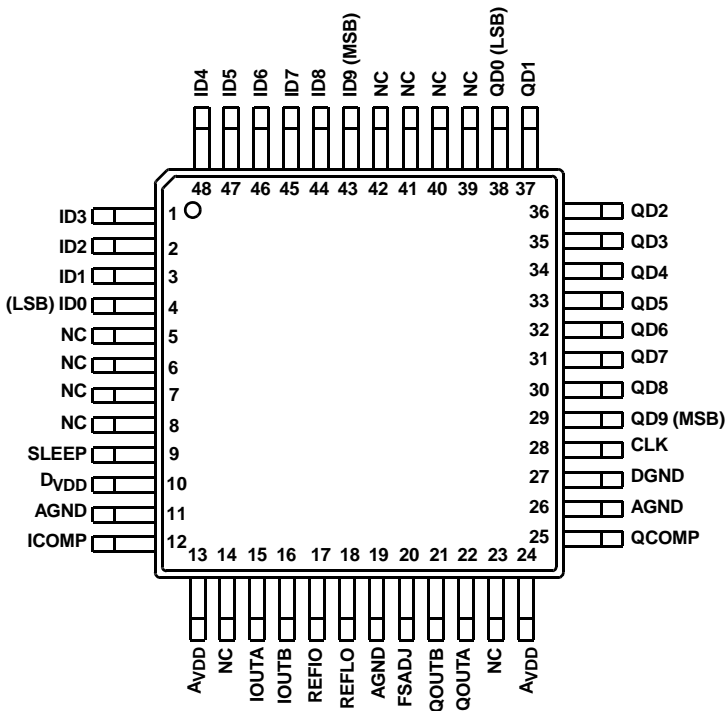 ID4
ID5
ID6
ID7
ID8
ID9 (MSB)
NC
NC
NC
NC
QD0 (LSB)
QD1
48 47 46 45 44 43 42 41 40 39 38 37
ID3 1 36 QD2
ID2 2 35 QD3
ID1 3 34 QD4
(LSB) ID0 4 33 QD5
NC 5 32 QD6
NC 6 31 QD7
NC 7 30 QD8
NC 8 29 QD9 (MSB)
SLEEP 9 28 CLK
DVDD 10 27 DGND
AGND 11 26 AGND
ICOMP 12 25 QCOMP
13 14 15 16 17 18 19 20 21 22 23 24
AVDD
NC
IOUTA
IOUTB
REFIO
REFLO
AGND
FSADJ
QOUTB
QOUTA
NC
AVDD